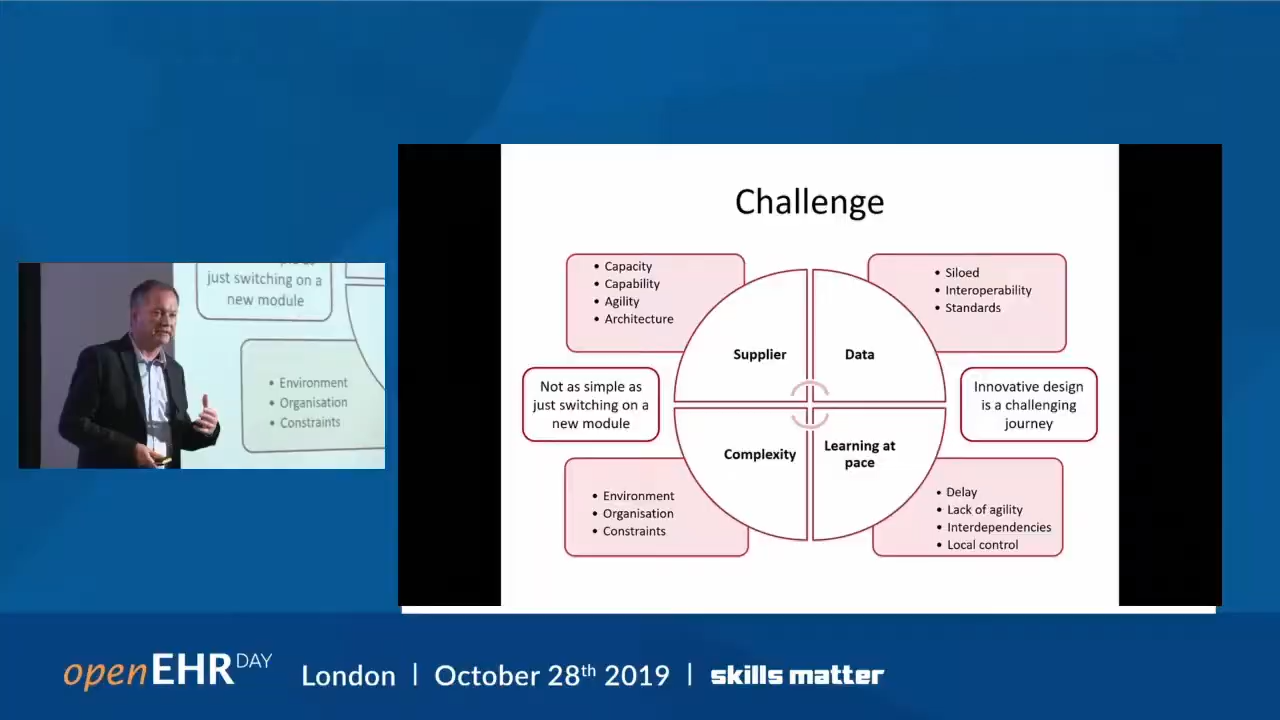 Challenge
• Capacity
• Capability
• Agility
• Architecture
• Siloed
• Interoperability
• Standards
Supplier
Data
Not as simple as
just switching on a
new module
Innovative design
is a challenging
journey
Complexity
Learning at
pace
• Environment
• Organisation
• Constraints
• Delay
• Lack of agility
• Interdependencies
• Local control
just switching on a
new module
• Environment
• Organisation
• Constraints
openEHR DAY London | October 28th 2019 | skills matter